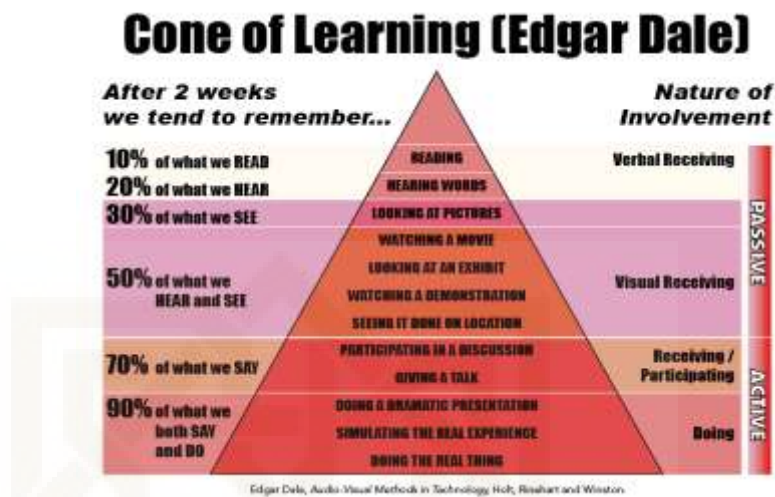 Cone of Learning (Edgar Dale)
After 2 weeks
we tend to remember...
Nature of
Involvement
10% of what we READ
READING
Verbal Receiving
20% of what we HEAR
HEARING WORDS
30% of what we SEE
LOOKING AT PICTURES
WATCHING A MOVIE
LOOKING AT AN EXHIBIT
50% of what we
HEAR and SEE
WATCHING A DEMONSTRATION
Visual Receiving
SEEING IT DONE ON LOCATION
PASSIVE
PARTICIPATING IN A DISCUSSION
70% of what we SAY
GIVING A TALK
Receiving /
Participating
90% of what we
both SAY
and DO
DOING A DRAMATIC PRESENTATION
SIMULATING THE REAL EXPERIENCE
DOING THE REAL THING
Doing
ACTIVE
Edgar Dale, Audio-Visual Methods in Technology, Holt, Rinehart and Winston.